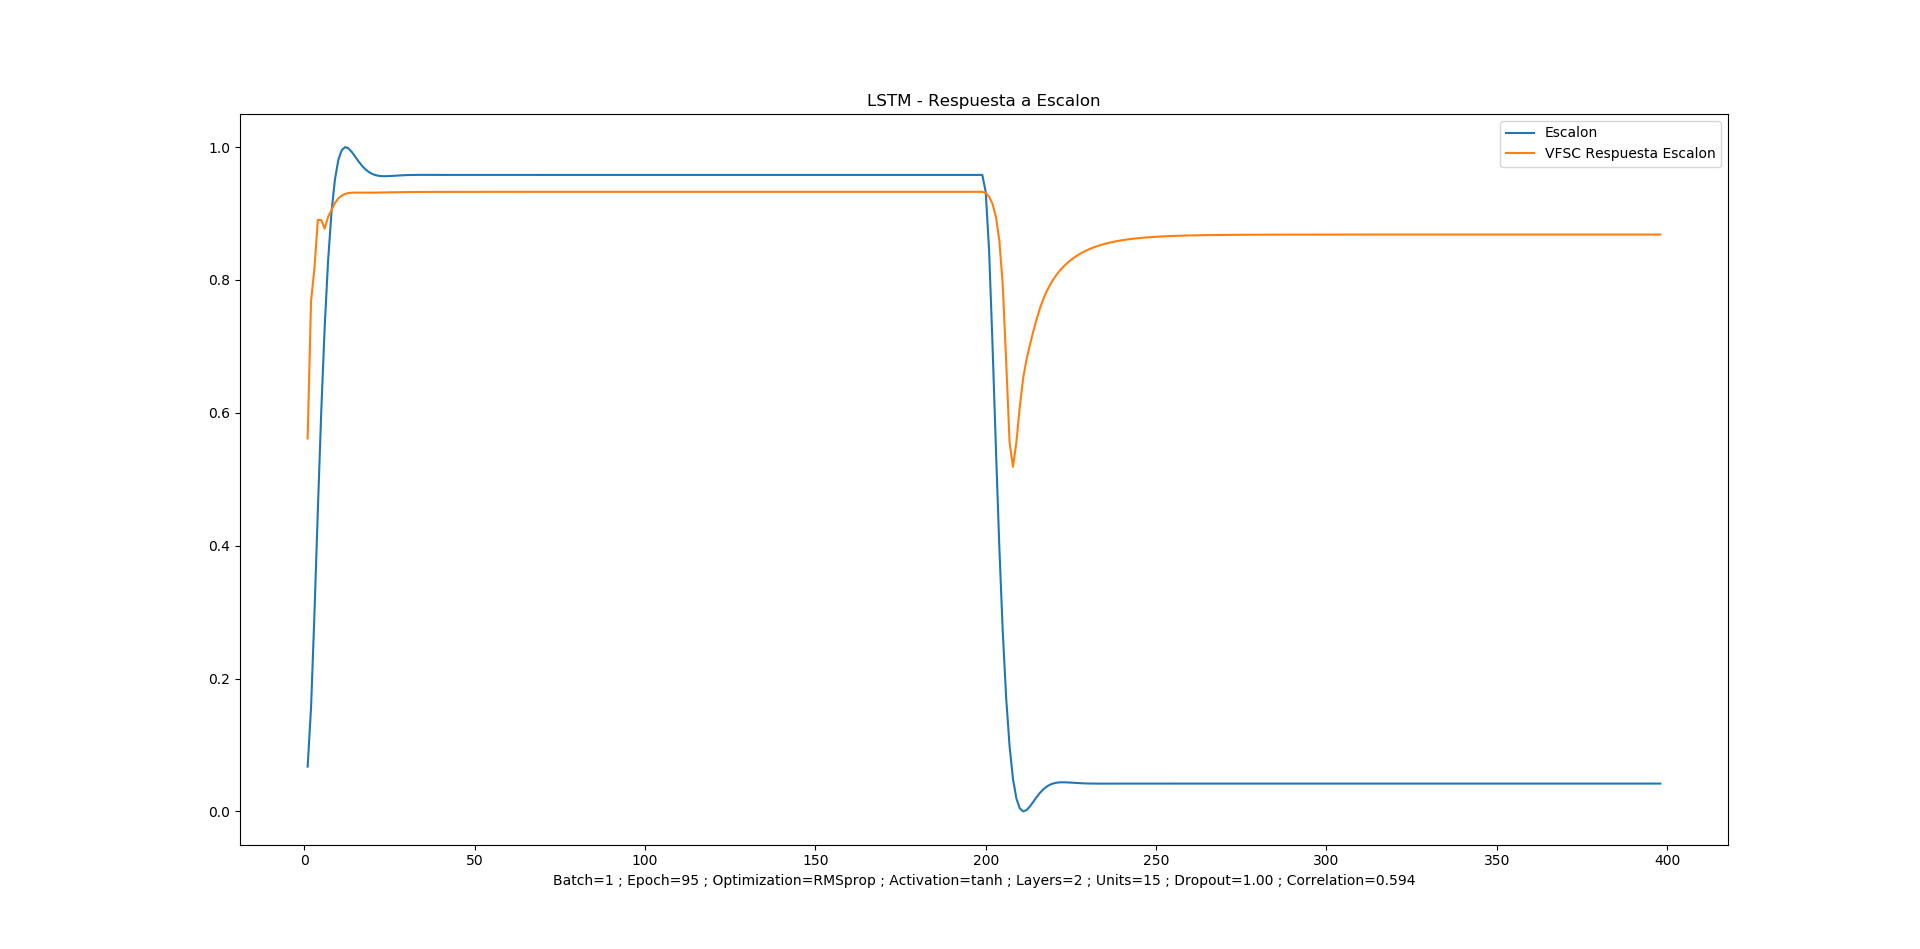 LSTM - Respuesta a Escalon
Escalon
VFSC Respuesta Escalon
1.0
0.8
0.6
0.4
0.2
0.0
0 50 100 150 200 250 300 350 400
Batch=1 ; Epoch=95 ; Optimization=RMSprop ; Activation=tanh ; Layers=2 ; Units=15 ; Dropout=1.00 ; Correlation=0.594